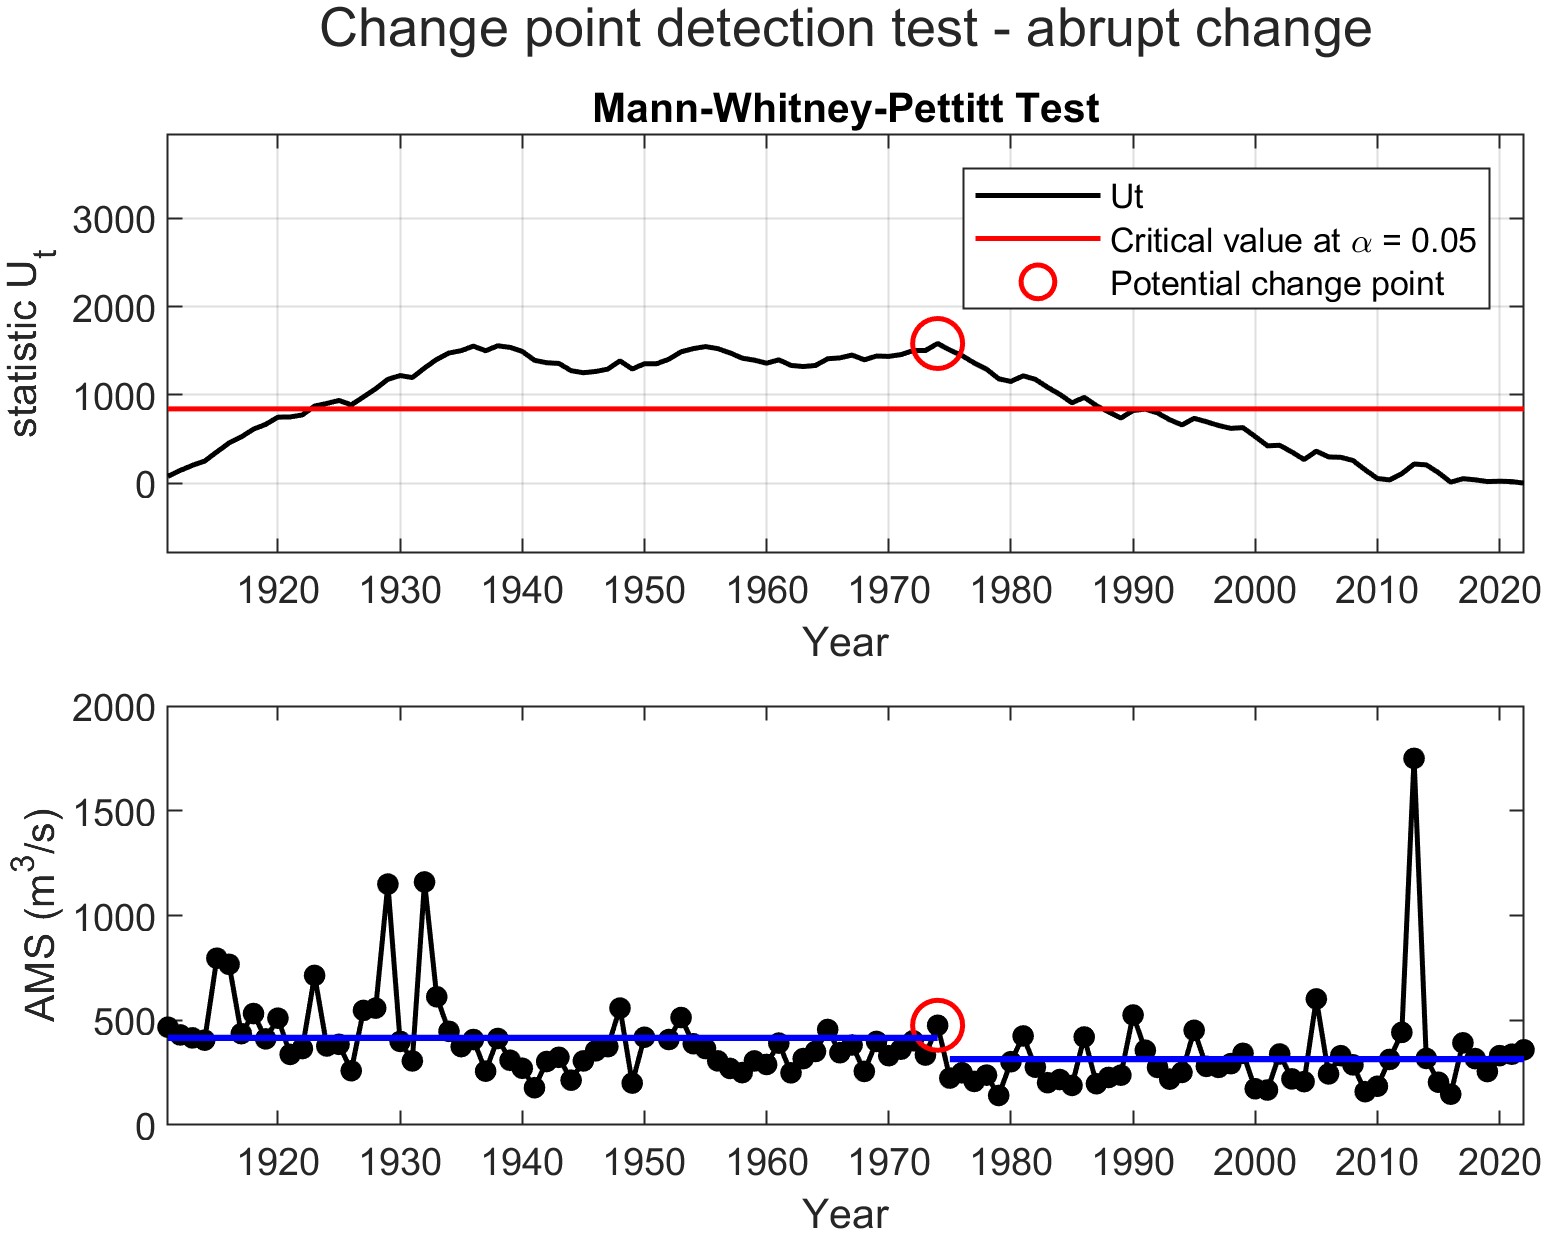 Change point detection test - abrupt change
Mann-Whitney-Pettitt Test
statistic U_t
3000
2000
1000
0
Ut
Critical value at α = 0.05
Potential change point
1920 1930 1940 1950 1960 1970 1980 1990 2000 2010 2020
Year
AMS (m³/s)
2000
1500
1000
500
0
1920 1930 1940 1950 1960 1970 1980 1990 2000 2010 2020
Year